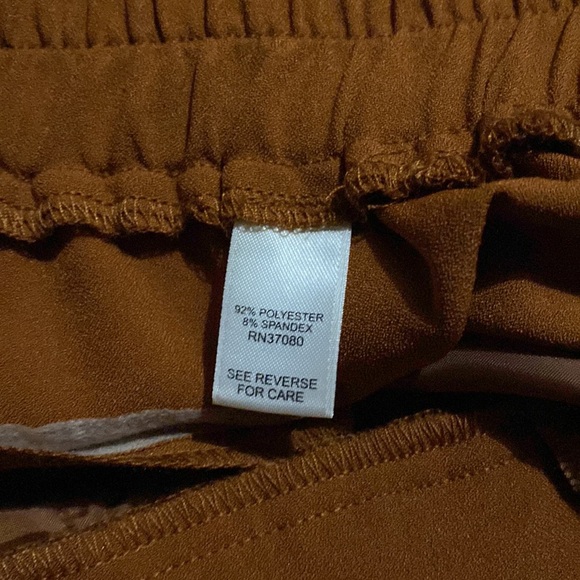 92% POLYESTER
8% SPANDEX
RN37080
SEE REVERSE
FOR CARE